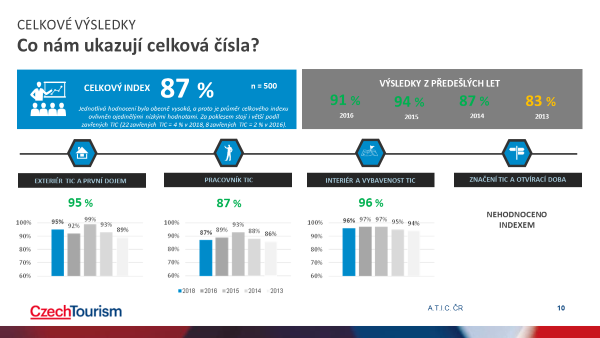 CELKOVÉ VÝSLEDKY
Co nám ukazují celková čísla?
CELKOVÝ INDEX 87 % n = 500
Jednotlivá hodnocení byla obecně vysoká, a proto je průměr celkového indexu
ovlivněn ojedinělými nízkými hodnotami. Za poklesem stojí i větší podíl
zavřených TIC (22 zavřených TIC = 4 % v 2018, 8 zavřených TIC = 2 % v 2016).
VÝSLEDKY Z PŘEDEŠLÝCH LET
91 % 94 % 87 % 83 %
2016 2015 2014 2013
EXTERIÉR TIC A PRVNÍ DOJEM
95 %
100%
90%
80%
70%
60%
95% 92% 99% 93% 89%
PRACOVNÍK TIC
87 %
100%
90%
80%
70%
60%
87% 89% 93% 88% 86%
INTERIÉR A VYBAVENOST TIC
96 %
100%
90%
80%
70%
60%
96% 97% 97% 95% 94%
ZNAČENÍ TIC A OTVÍRACÍ DOBA
NEHODNOCENO
INDEXEM
2018 2016 2015 2014 2013
CzechTourism
A.T.I.C. ČR
10